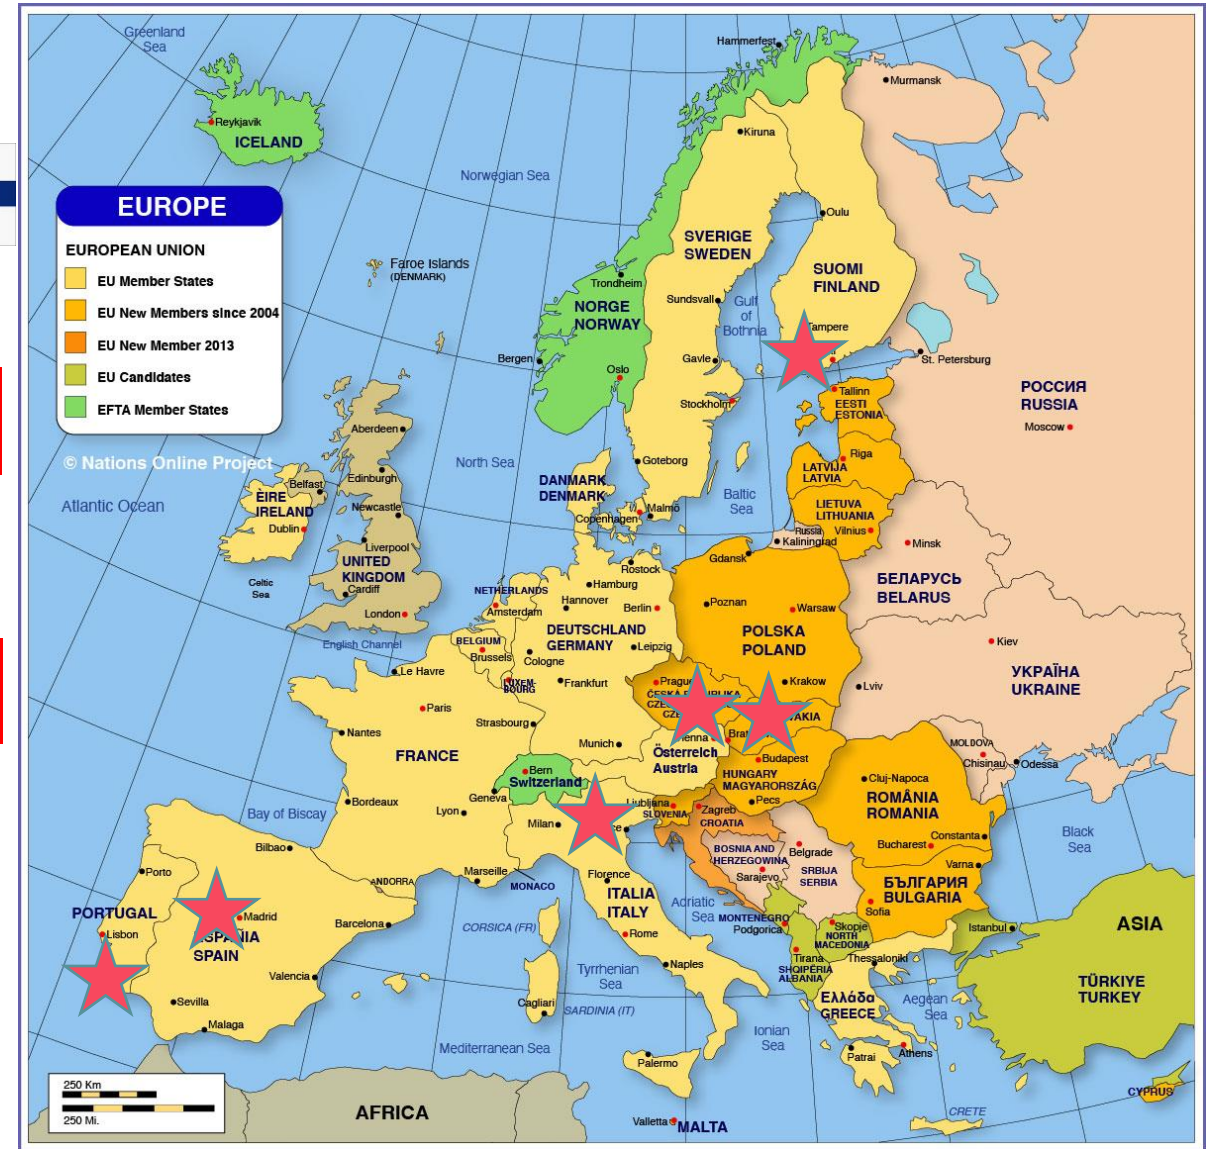 Greenland
Sea
Hammerfest
Murmansk
Reykjavik
ICELAND
Kiruna
Norwegian Sea
EUROPE
EUROPEAN UNION
EU Member States
EU New Members since 2004
EU New Member 2013
EU Candidates
EFTA Member States
© Nations Online Project
Faroe Islands
(DENMARK)
Oulu
SVERIGE
SWEDEN
SUOMI
FINLAND
Trondheim
Sundsvall
Gulf
of
Bothnia
NORGE
NORWAY
Tampere
Bergen
Gavle
Oslo
St. Petersburg
Stockholm
Tallinn
EESTI
ESTONIA
РОССИЯ
RUSSIA
Moscow
Aberdeen
North Sea
Goteborg
Riga
LATVIJA
LATVIA
Edinburgh
Belfast
DANMARK
DENMARK
Baltic
Sea
Atlantic Ocean
ÈIRE
IRELAND
Dublin
Newcastle
Copenhagen
Malmö
LIETUVA
LITHUANIA
Vilnius
Russia
Kaliningrad
Minsk
Liverpool
UNITED
KINGDOM
Cardiff
London
Celtic
Sea
Gdansk
Rostock
Hamburg
БЕЛАРУСЬ
BELARUS
NETHERLANDS
Amsterdam
Hannover
Berlin
Poznan
Warsaw
English Channel
BELGIUM
Brussels
DEUTSCHLAND
GERMANY
Leipzig
POLSKA
POLAND
Kiev
Cologne
Le Havre
LUXEM-
BOURG
Frankfurt
Prague
Krakow
Lviv
УКРАЇНА
UKRAINE
Paris
Strasbourg
Nantes
Munich
Österreich
Austria
MOLDOVA
Chisinau
Odessa
FRANCE
Bern
Switzerland
Geneva
Budapest
HUNGARY
MAGYARORSZÁG
Pecs
Cluj-Napoca
ROMÂNIA
ROMANIA
Bay of Biscay
Bordeaux
Lyon
Milan
Ljubljana
SLOVENIA
Zagreb
CROATIA
Constanta
Bucharest
Black
Sea
Bilbao
BOSNIA AND
HERZEGOWINA
Sarajevo
Belgrade
SRBIJA
SERBIA
Varna
Porto
Marseille
MONACO
Florence
ANDORRA
ITALIA
ITALY
БЪЛГАРИЯ
BULGARIA
Sofia
PORTUGAL
Lisbon
Madrid
SPAIN
Barcelona
CORSICA (FR)
Rome
Adriatic
Sea
MONTENEGRO
Podgorica
Skopje
NORTH
MACEDONIA
Istanbul
ASIA
Valencia
Tyrrhenian
Sea
Naples
Tirana
SHQIPËRIA
ALBANIA
Thessaloniki
TÜRKIYE
TURKEY
Sevilla
Malaga
Cagliari
SARDINIA (IT)
Ελλάδα
GREECE
Aegean
Sea
Ionian
Sea
Mediterranean Sea
Palermo
Patrai
Athens
250 Km
250 Mi.
AFRICA
Valletta
MALTA
CRETE
CYPRUS